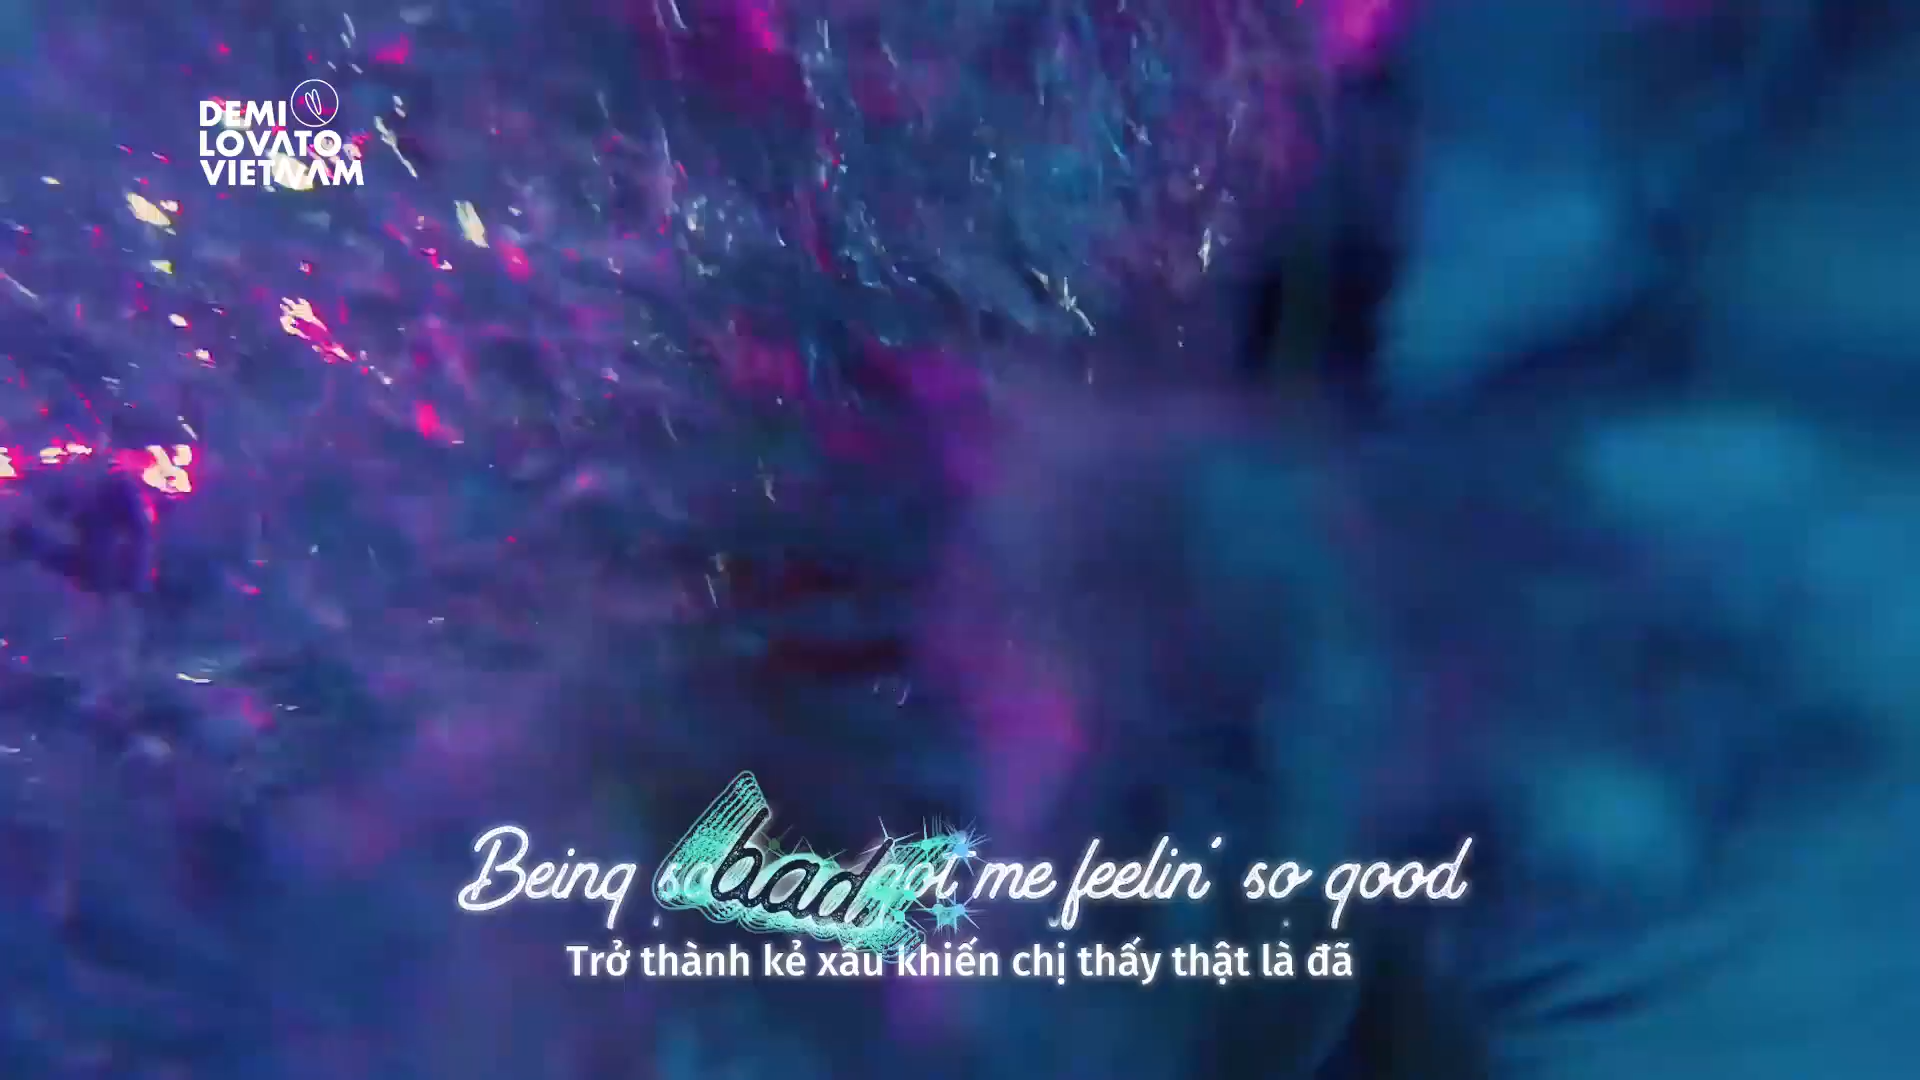 DEMI
LOVATO
VIETNAM
Being so bad got me feelin' so good
Trở thành kẻ xấu khiến chị thấy thật là đã